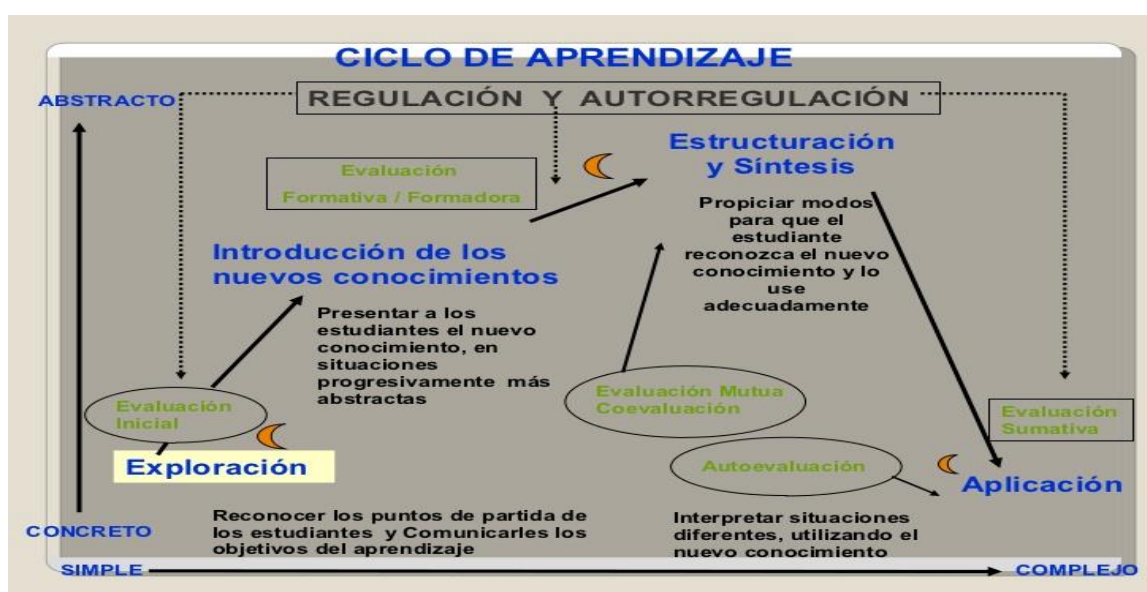 CICLO DE APRENDIZAJE
ABSTRACTO
REGULACIÓN Y AUTORREGULACIÓN
Evaluación
Formativa / Formadora
Estructuración
y Síntesis
Propiciar modos
para que el
estudiante
reconozca el nuevo
conocimiento y lo
use
adecuadamente
Introducción de los
nuevos conocimientos
Presentar a los
estudiantes el nuevo
conocimiento, en
situaciones
progresivamente más
abstractas
Evaluación
Inicial
Exploración
Evaluación Mutua
Coevaluación
Autoevaluación
Evaluación
Sumativa
Aplicación
Reconocer los puntos de partida de
los estudiantes y Comunicarles los
objetivos del aprendizaje
Interpretar situaciones
diferentes, utilizando el
nuevo conocimiento
CONCRETO
SIMPLE
COMPLEJO